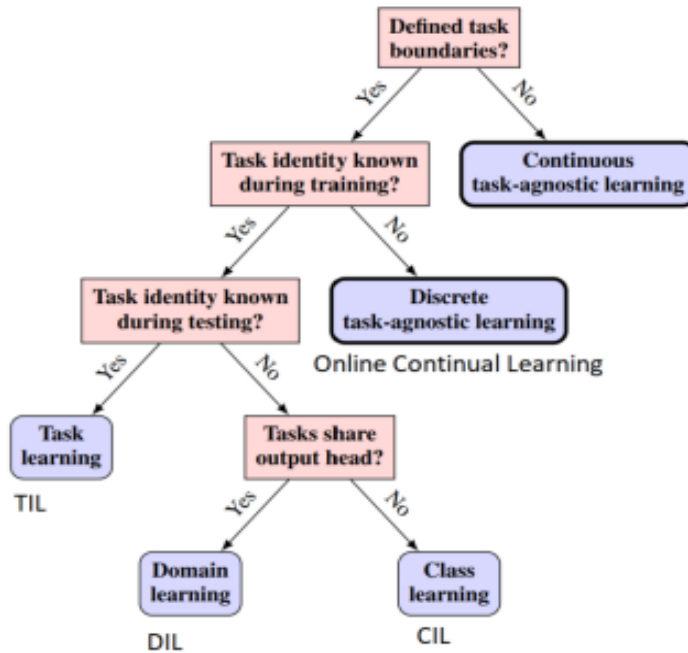 Defined task
boundaries?
Yes
No
Task identity known
during training?
Continuous
task-agnostic learning
Yes
No
Task identity known
during testing?
Discrete
task-agnostic learning
Online Continual Learning
Yes
No
Task
learning
TIL
Tasks share
output head?
Yes
No
Domain
learning
Class
learning
DIL
CIL